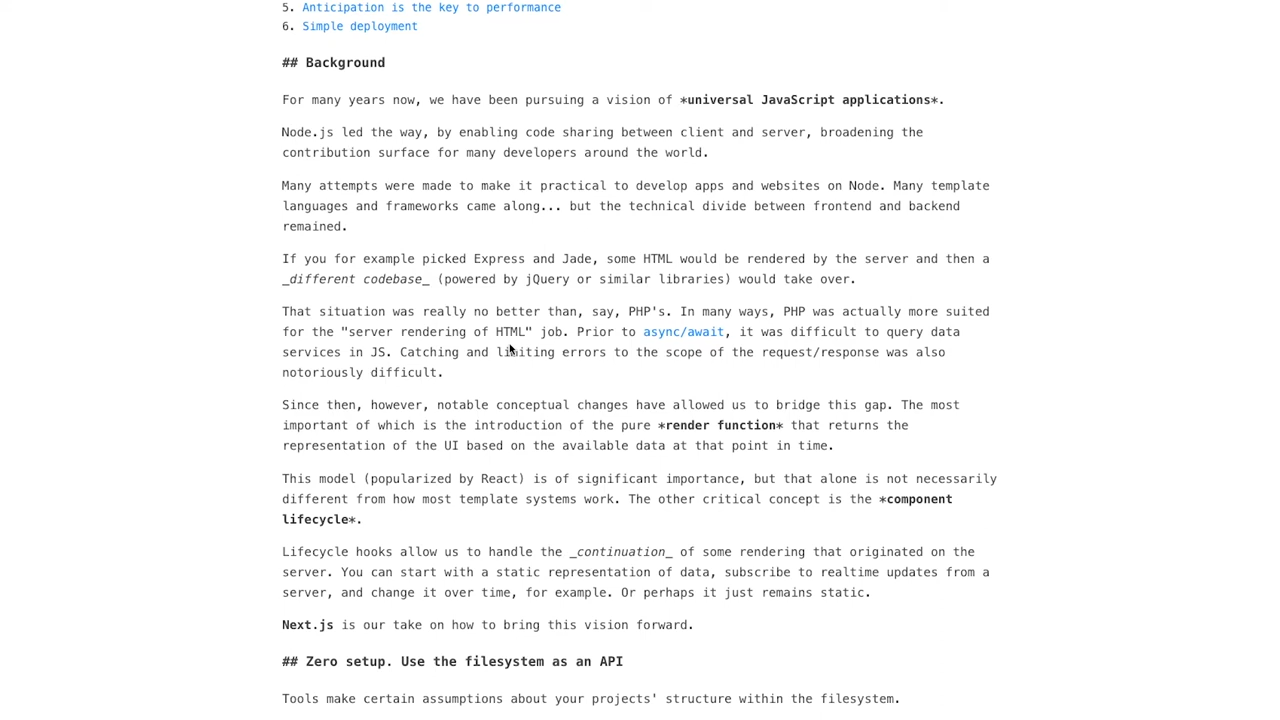 5. Anticipation is the key to performance
6. Simple deployment
## Background
For many years now, we have been pursuing a vision of *universal JavaScript applications*.
Node.js led the way, by enabling code sharing between client and server, broadening the
contribution surface for many developers around the world.
Many attempts were made to make it practical to develop apps and websites on Node. Many template
languages and frameworks came along... but the technical divide between frontend and backend
remained.
If you for example picked Express and Jade, some HTML would be rendered by the server and then a
_different codebase_ (powered by jQuery or similar libraries) would take over.
That situation was really no better than, say, PHP's. In many ways, PHP was actually more suited
for the "server rendering of HTML" job. Prior to async/await, it was difficult to query data
services in JS. Catching and limiting errors to the scope of the request/response was also
notoriously difficult.
Since then, however, notable conceptual changes have allowed us to bridge this gap. The most
important of which is the introduction of the pure *render function* that returns the
representation of the UI based on the available data at that point in time.
This model (popularized by React) is of significant importance, but that alone is not necessarily
different from how most template systems work. The other critical concept is the *component
lifecycle*.
Lifecycle hooks allow us to handle the _continuation_ of some rendering that originated on the
server. You can start with a static representation of data, subscribe to realtime updates from a
server, and change it over time, for example. Or perhaps it just remains static.
Next.js is our take on how to bring this vision forward.
## Zero setup. Use the filesystem as an API
Tools make certain assumptions about your projects' structure within the filesystem.